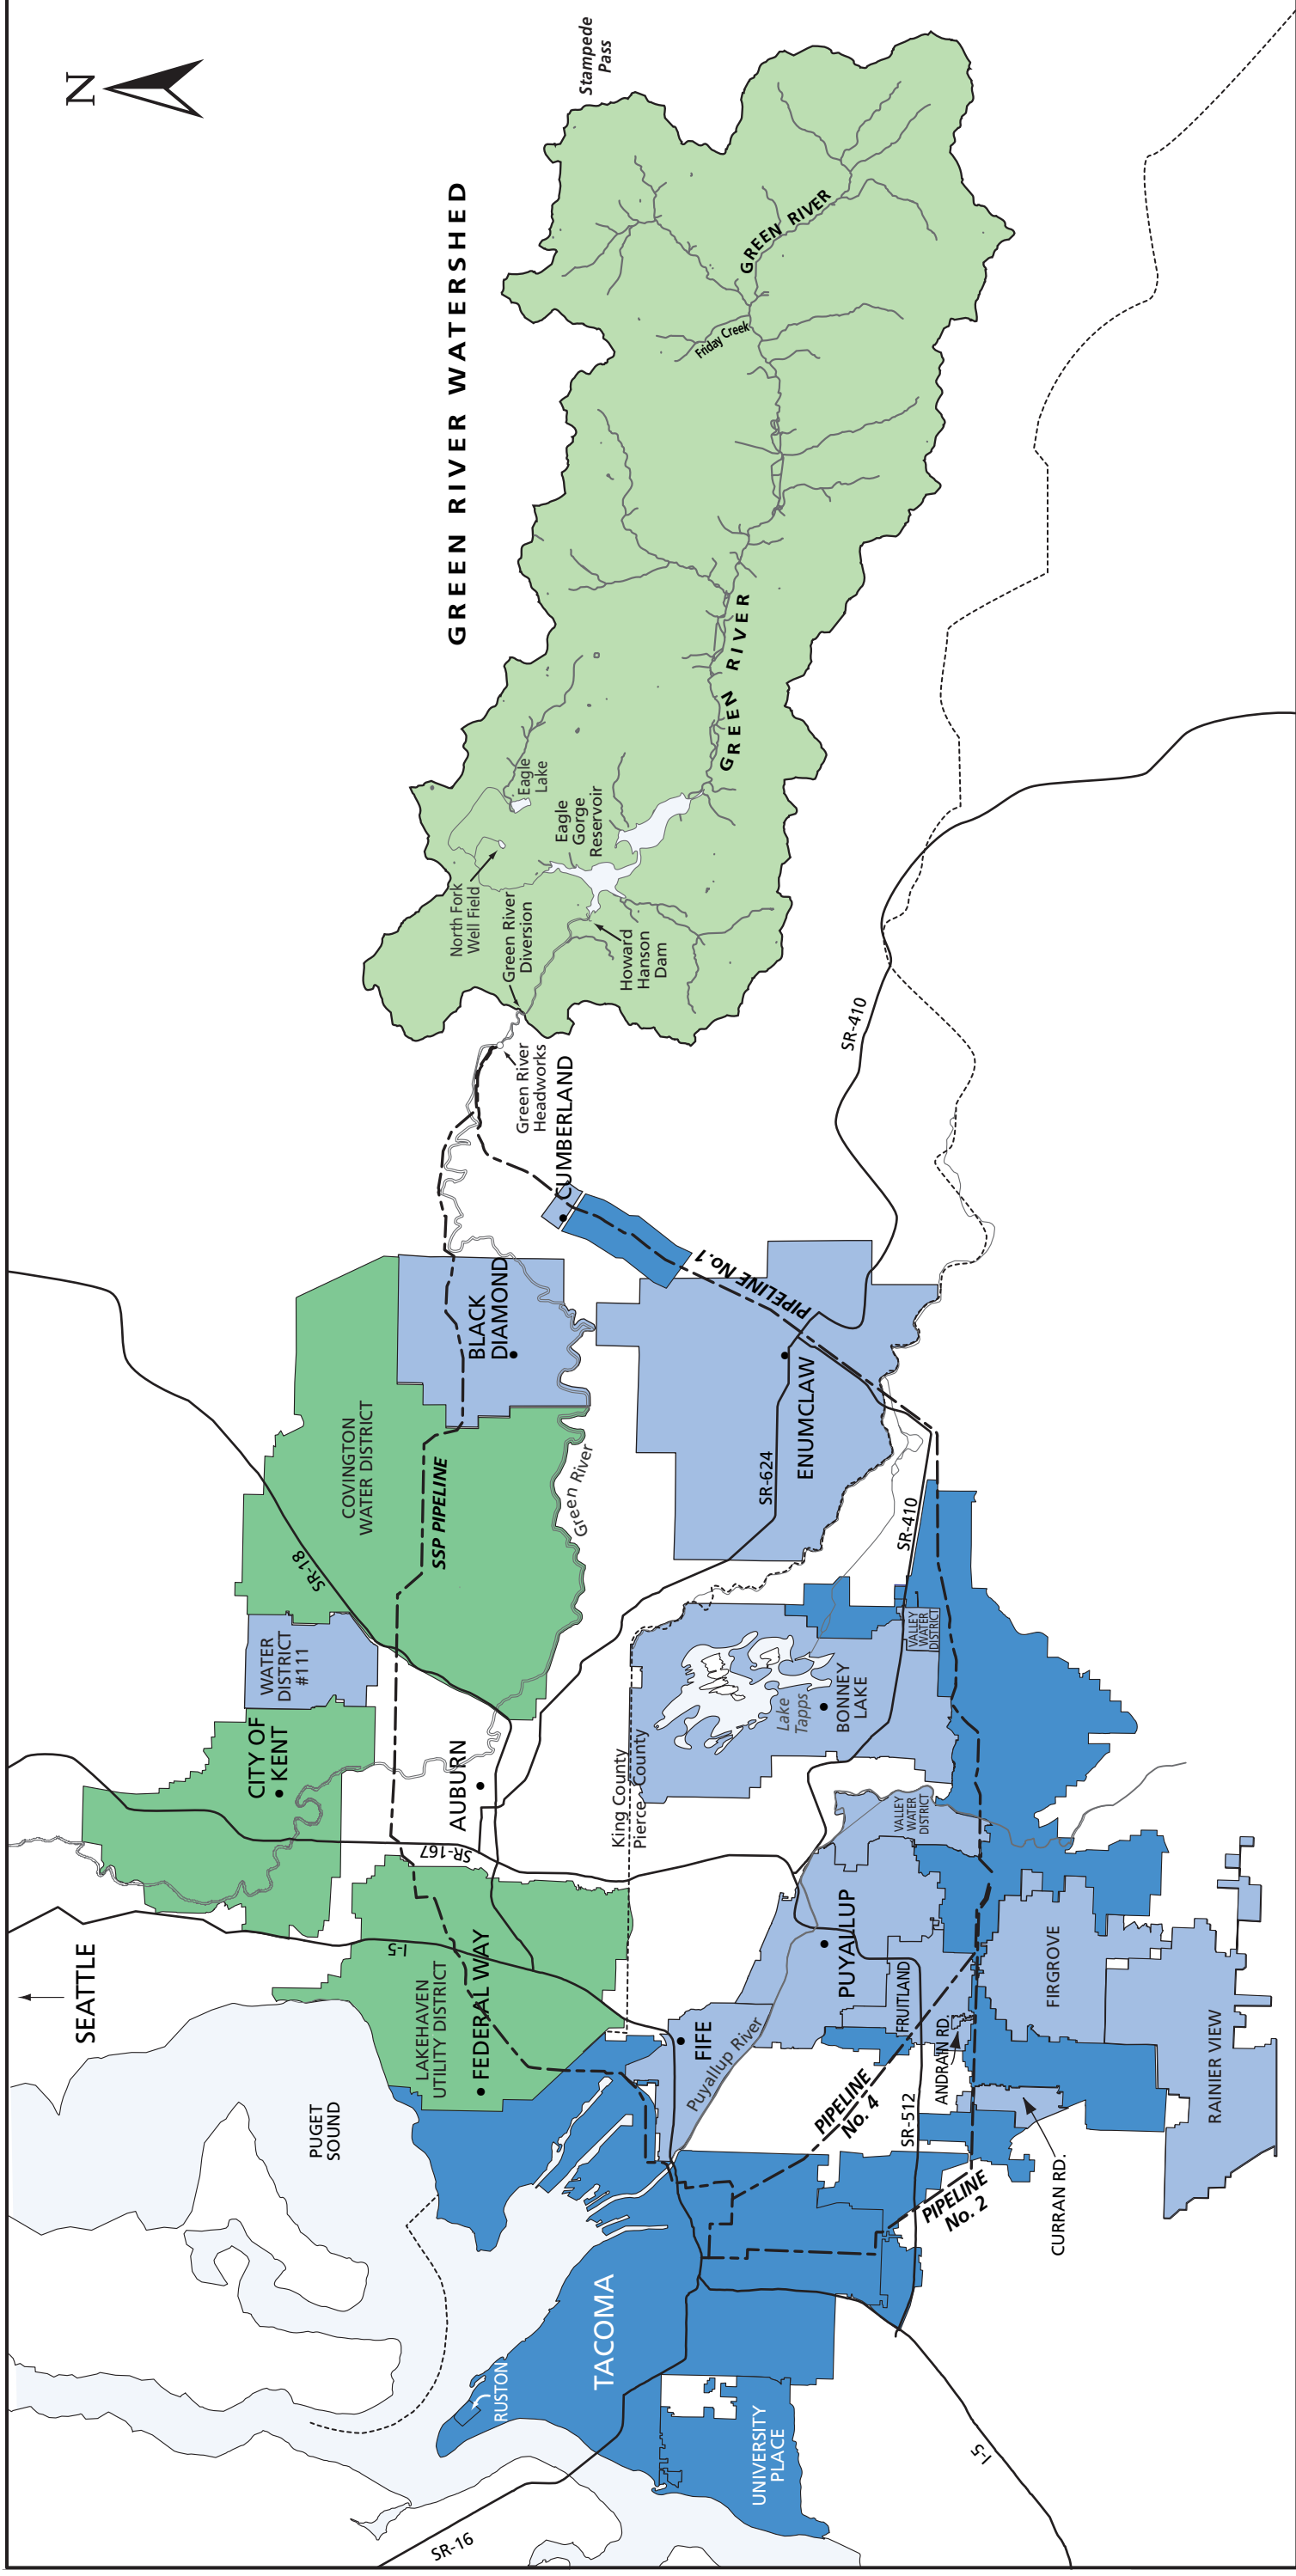 N
SEATTLE
PUGET
SOUND
SR-16
RUSTON
TACOMA
UNIVERSITY
PLACE
I-5
I-5
LAKEHAVEN
UTILITY DISTRICT
FEDERAL WAY
CITY OF
KENT
WATER
DISTRICT
#111
SR-167
AUBURN
SR-18
COVINGTON
WATER DISTRICT
SSP PIPELINE
Green River
BLACK
DIAMOND
King County
Pierce County
FIFE
Puyallup River
PUYALLUP
FRUITLAND
PIPELINE
No. 4
SR-512
ANDRAIN RD.
PIPELINE
No. 2
CURRAN RD.
FIRGROVE
RAINIER VIEW
VALLEY
WATER
DISTRICT
Lake
Tapps
BONNEY
LAKE
VALLEY
WATER
DISTRICT
SR-410
SR-624
ENUMCLAW
PIPELINE No.1
CUMBERLAND
Green River
Headworks
SR-410
GREEN RIVER WATERSHED
North Fork
Well Field
Green River
Diversion
Howard
Hanson
Dam
Eagle
Lake
Eagle
Gorge
Reservoir
GREEN RIVER
Friday Creek
GREEN RIVER
Stampede
Pass